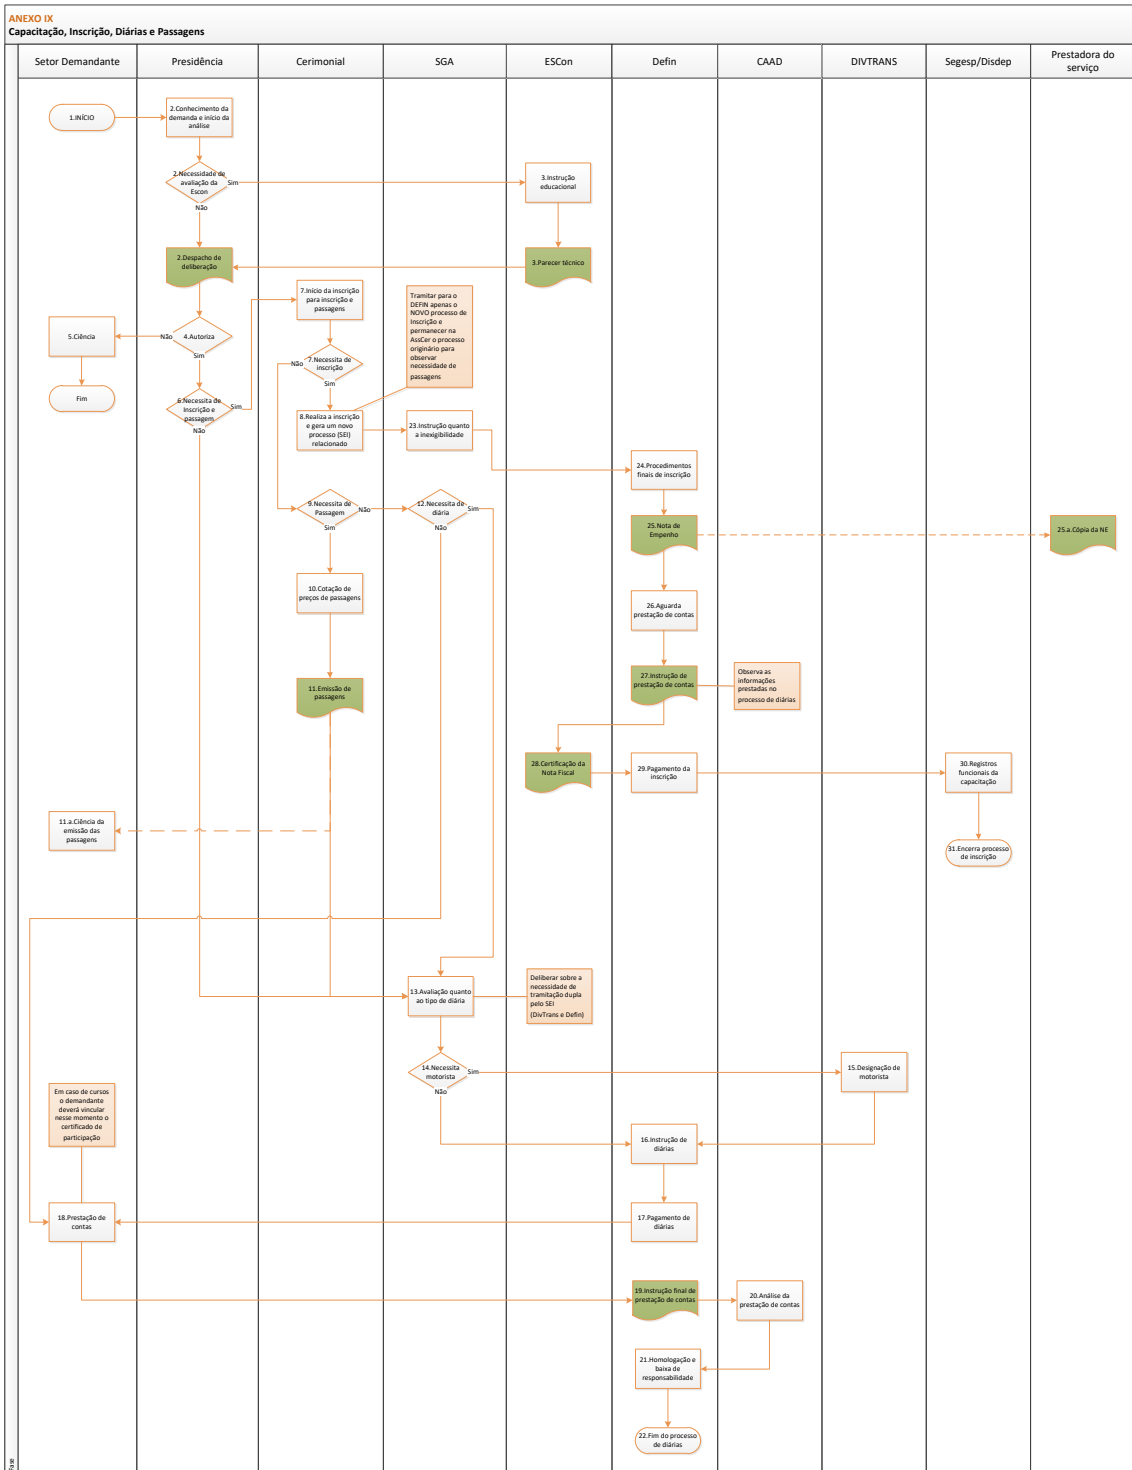 ANEXO IX
Capacitação, Inscrição, Diárias e Passagens
Setor Demandante
Presidência
Cerimonial
SGA
ESCon
Defin
CAAD
DIVTRANS
Segesp/Disdep
Prestadora do
serviço
1.INÍCIO
2.Conhecimento da
demanda e início da
análise
2.Necessidade de
avaliação da
Escon
Sim
Não
3.Instrução
educacional
2.Despacho de
deliberação
3.Parecer técnico
7.Início da inscrição
para inscrição e
passagens
Tramitar para o
DEFIN apenas o
NOVO processo de
Inscrição e
permanecer na
AssCer o processo
originário para
observar
necessidade de
passagens
5.Ciência
Não
4.Autoriza
Sim
Não
7.Necessita de
inscrição
Sim
Fim
6.Necessita de
Inscrição e
passagem
Sim
Não
8.Realiza a inscrição
e gera um novo
processo (SEI)
relacionado
23.Instrução quanto
a inexigibilidade
24.Procedimentos
finais de inscrição
9.Necessita de
Passagem
Não
Sim
12.Necessita de
diária
Sim
Não
25.Nota de
Empenho
25.a.Cópia da NE
10.Cotação de
preços de passagens
26.Aguarda
prestação de contas
11.Emissão de
passagens
27.Instrução de
prestação de contas
Observa as
informações
prestadas no
processo de diárias
28.Certificação da
Nota Fiscal
29.Pagamento da
inscrição
30.Registros
funcionais da
capacitação
11.a.Ciência da
emissão das
passagens
31.Encerra processo
de inscrição
13.Avaliação quanto
ao tipo de diária
Deliberar sobre a
necessidade de
tramitação dupla
pelo SEI
(DivTrans e Defin)
14.Necessita
motorista
Sim
Não
15.Designação de
motorista
Em caso de cursos
o demandante
deverá vincular
nesse momento o
certificado de
participação
16.Instrução de
diárias
18.Prestação de
contas
17.Pagamento de
diárias
19.Instrução final de
prestação de contas
20.Análise da
prestação de contas
21.Homologação e
baixa de
responsabilidade
22.Fim do processo
de diárias
Fase